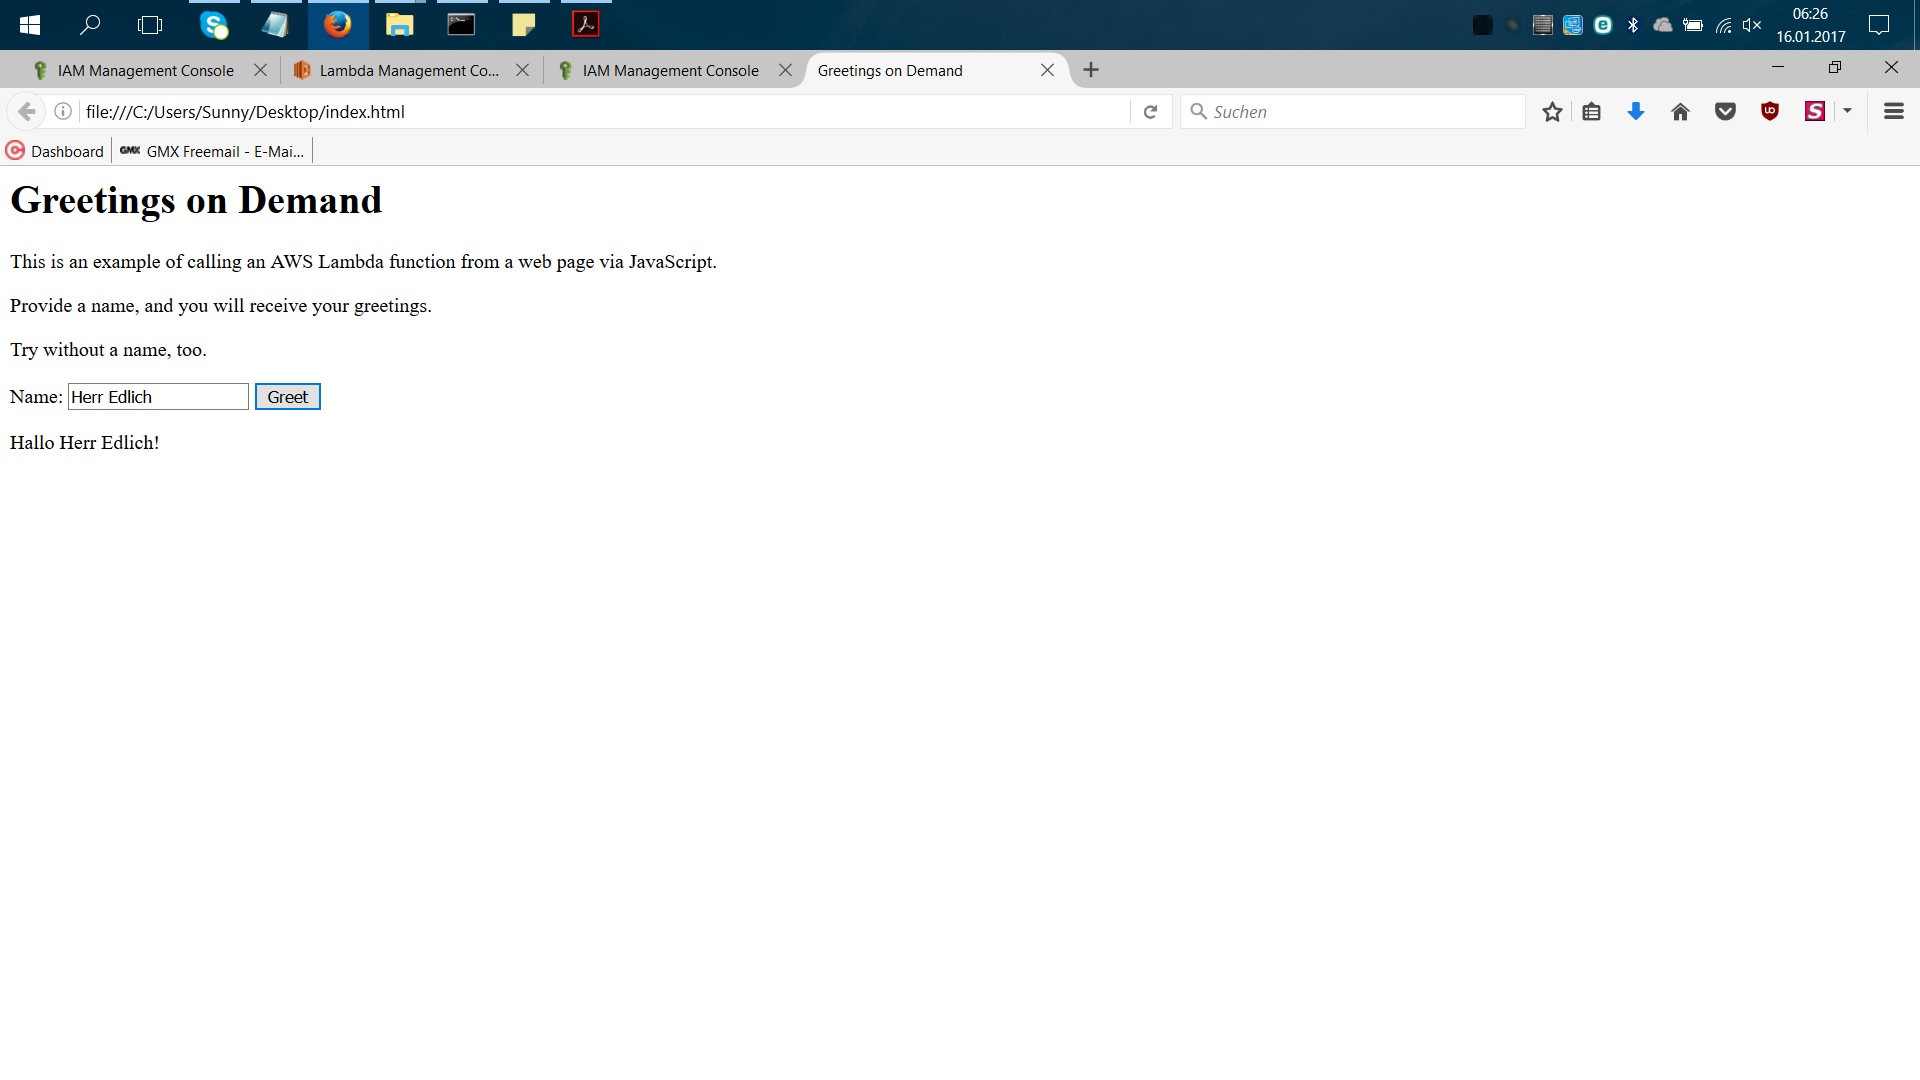 06:26
16.01.2017
IAM Management Console
Lambda Management Co...
IAM Management Console
Greetings on Demand
file:///C:/Users/Sunny/Desktop/index.html
Suchen
Dashboard
GMX GMX Freemail - E-Mai...
Greetings on Demand
This is an example of calling an AWS Lambda function from a web page via JavaScript.
Provide a name, and you will receive your greetings.
Try without a name, too.
Name: Herr Edlich Greet
Hallo Herr Edlich!